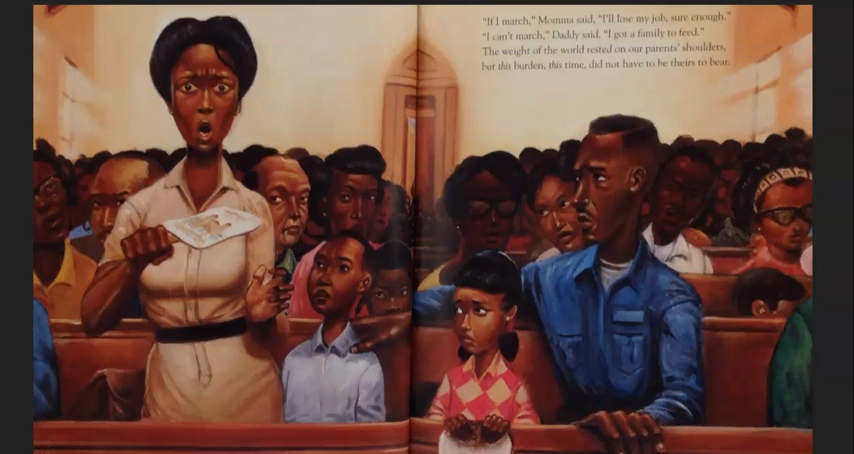 “If I march,” Momma said, “I’ll lose my job, sure enough.”
“I can’t march,” Daddy said. “I got a family to feed.”
The weight of the world rested on our parents’ shoulders,
but this burden, this time, did not have to be theirs to bear.